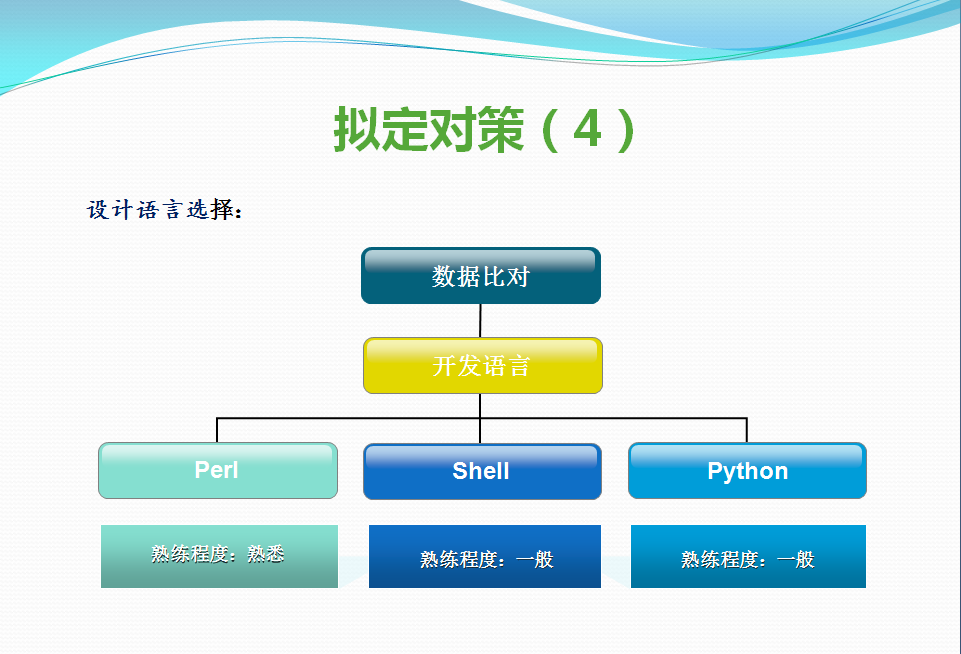 拟定对策（4）
设计语言选择：
数据比对
开发语言
Perl
Shell
Python
熟练程度：熟悉
熟练程度：一般
熟练程度：一般